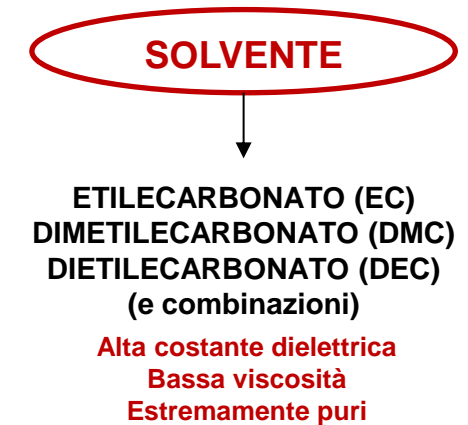 SOLVENTE
ETILECARBONATO (EC)
DIMETILECARBONATO (DMC)
DIETILECARBONATO (DEC)
(e combinazioni)
Alta costante dielettrica
Bassa viscosità
Estremamente puri